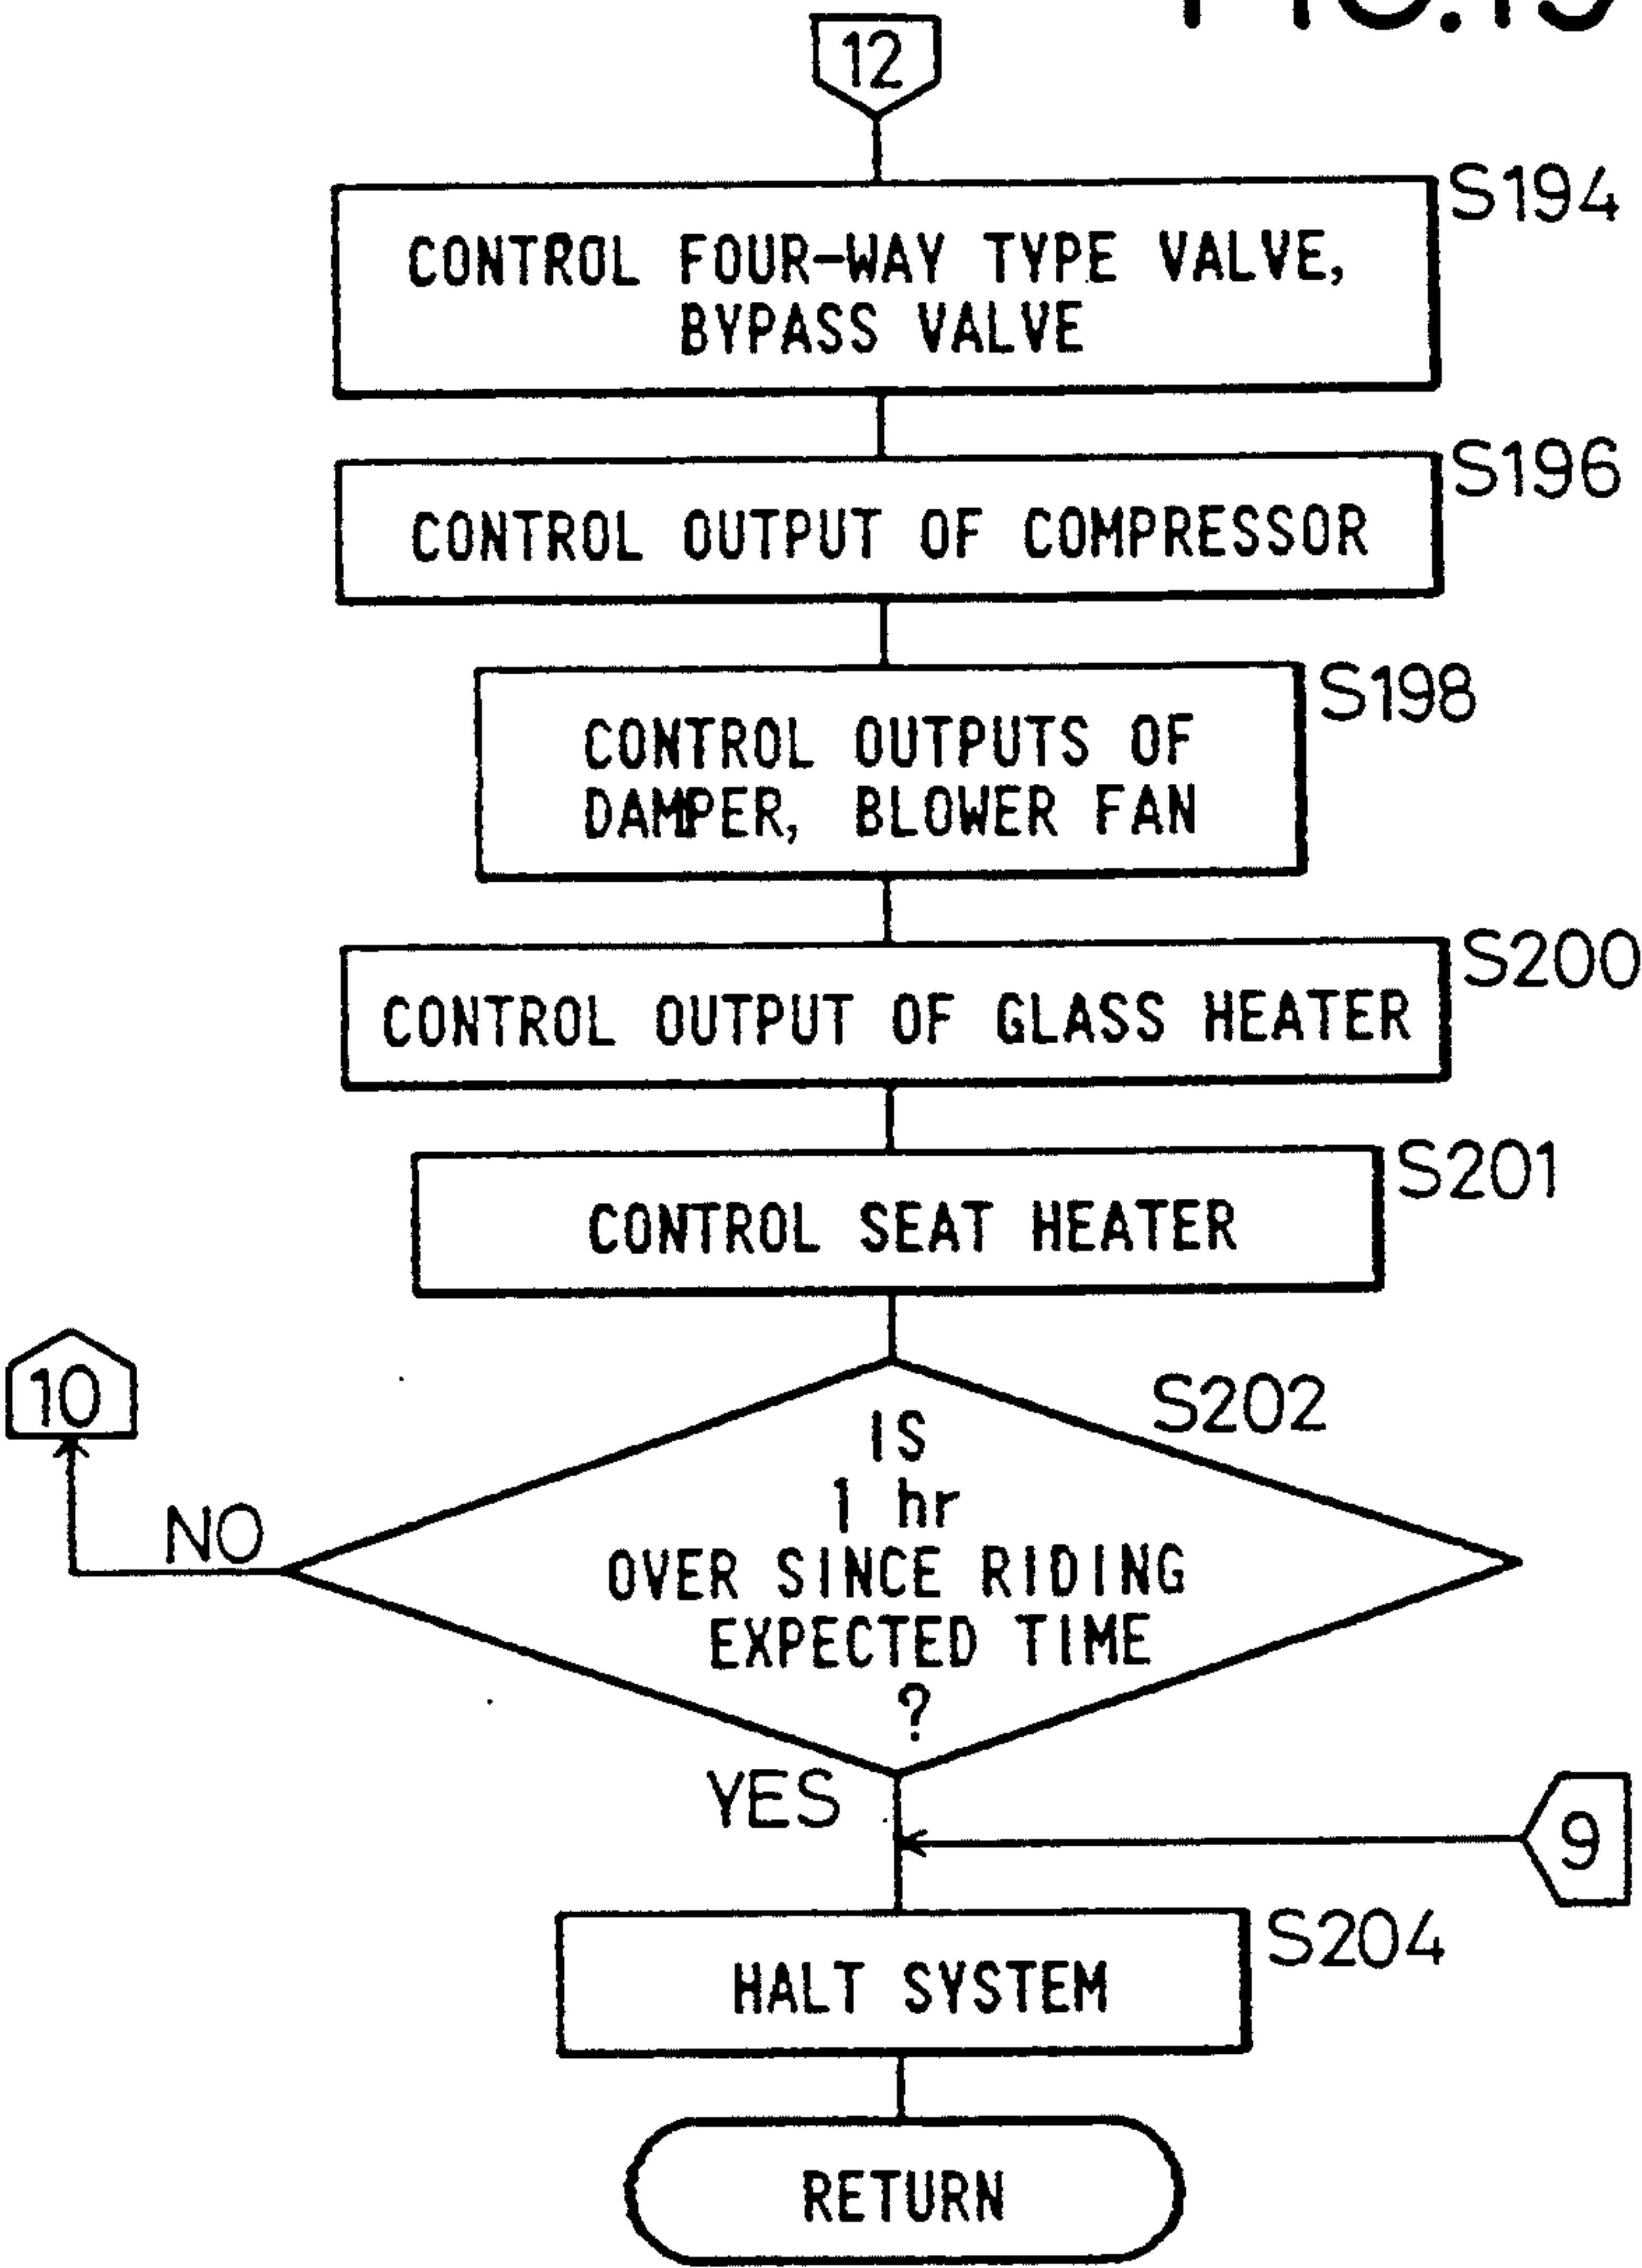 12
S194
CONTROL FOUR-WAY TYPE VALVE,
BYPASS VALVE
S196
CONTROL OUTPUT OF COMPRESSOR
S198
CONTROL OUTPUTS OF
DAMPER, BLOWER FAN
S200
CONTROL OUTPUT OF GLASS HEATER
S201
CONTROL SEAT HEATER
10
S202
IS
1 hr
OVER SINCE RIDING
EXPECTED TIME
?
NO
YES
9
S204
HALT SYSTEM
RETURN